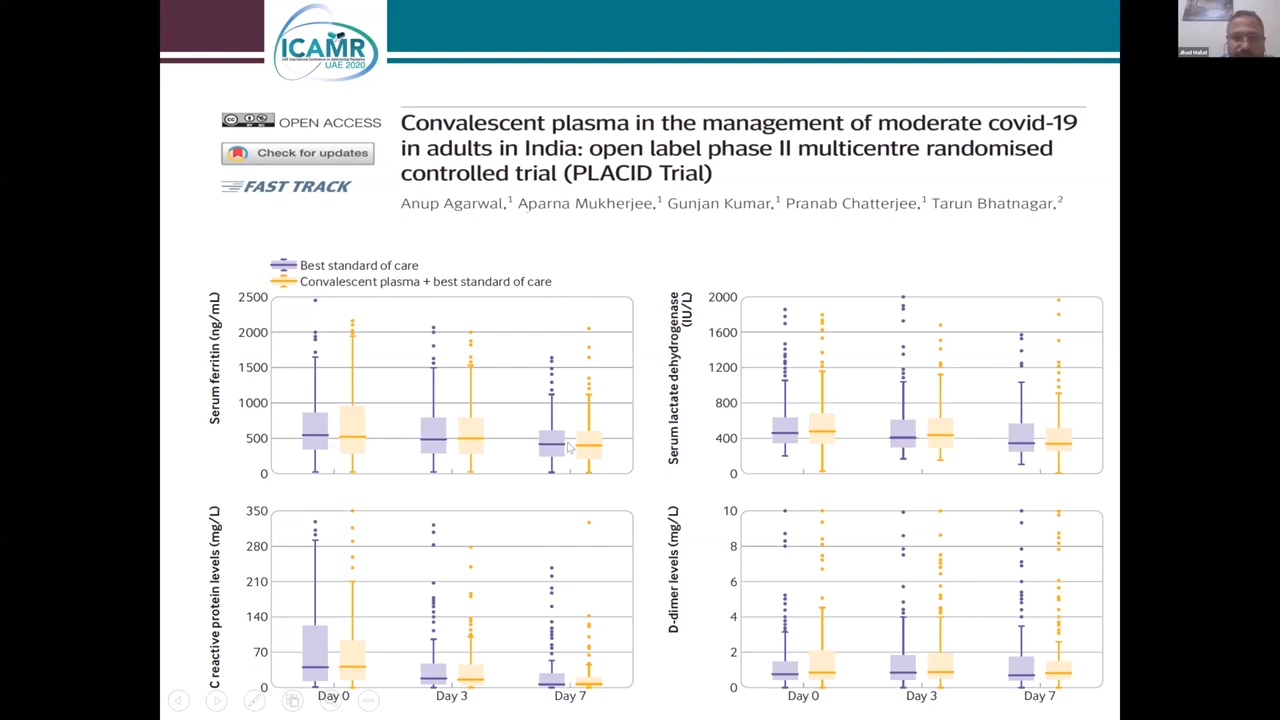 ICAMR
UAE 2020
Jihad Mallat
OPEN ACCESS
Check for updates
FAST TRACK
Convalescent plasma in the management of moderate covid-19
in adults in India: open label phase II multicentre randomised
controlled trial (PLACID Trial)
Anup Agarwal,1 Aparna Mukherjee,1 Gunjan Kumar,1 Pranab Chatterjee,1 Tarun Bhatnagar,2
Best standard of care
Convalescent plasma + best standard of care
Serum ferritin (ng/mL)
2500
2000
1500
1000
500
0
Serum lactate dehydrogenase
(IU/L)
2000
1600
1200
800
400
0
C reactive protein levels (mg/L)
350
280
210
140
70
0
Day 0
Day 3
Day 7
D-dimer levels (mg/L)
10
8
6
4
2
0
Day 0
Day 3
Day 7